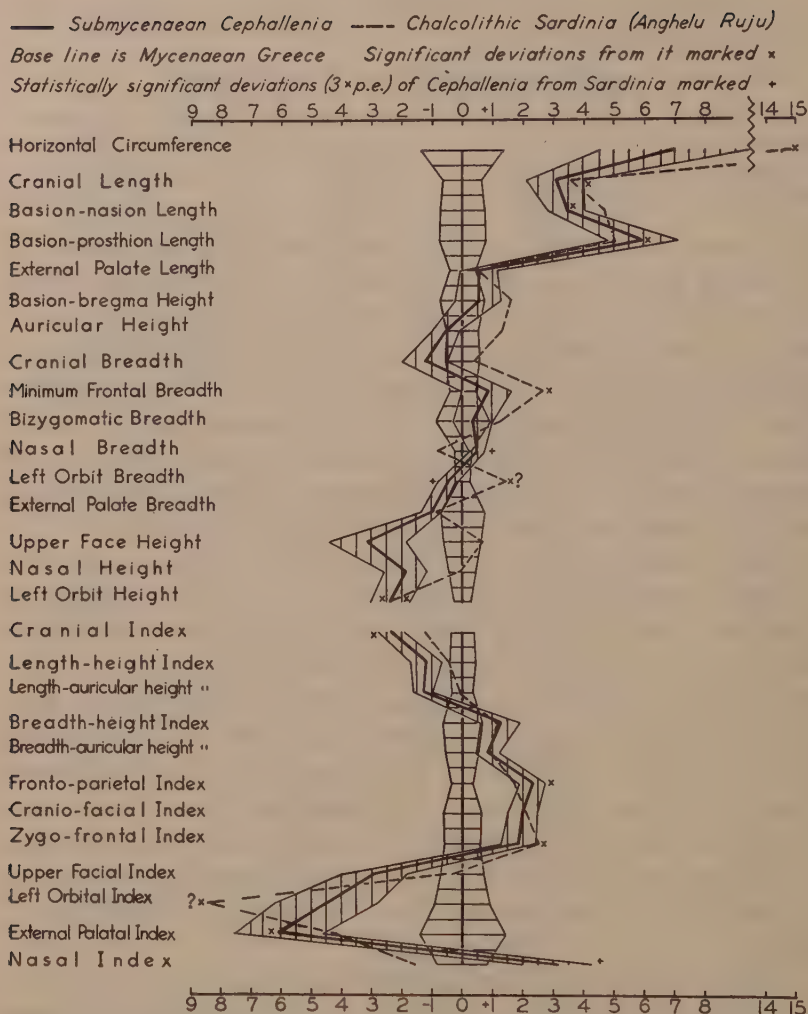 —— Submycenaean Cephallenia ---- Chalcolithic Sardinia (Anghelu Ruju)
Base line is Mycenaean Greece Significant deviations from it marked x
Statistically significant deviations (3×p.e.) of Cephallenia from Sardinia marked +
9 8 7 6 5 4 3 2 -1 0 +1 2 3 4 5 6 7 8 14 15
Horizontal Circumference
Cranial Length
Basion-nasion Length
Basion-prosthion Length
External Palate Length
Basion-bregma Height
Auricular Height
Cranial Breadth
Minimum Frontal Breadth
Bizygomatic Breadth
Nasal Breadth
Left Orbit Breadth
?
External Palate Breadth
Upper Face Height
Nasal Height
Left Orbit Height
Cranial Index
Length-height Index
Length-auricular height "
Breadth-height Index
Breadth-auricular height "
Fronto-parietal Index
Cranio-facial Index
Zygo-frontal Index
Upper Facial Index
Left Orbital Index
?
External Palatal Index
Nasal Index
9 8 7 6 5 4 3 2 -1 0 +1 2 3 4 5 6 7 8 14 15